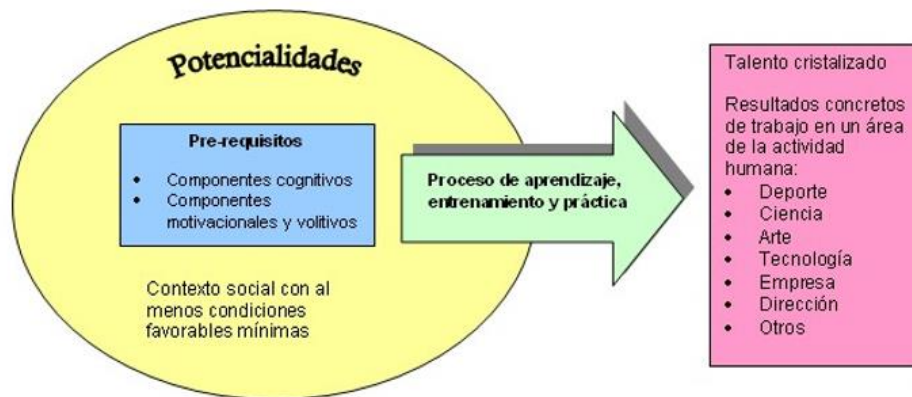 Potencialidades
Pre-requisitos
• Componentes cognitivos
• Componentes
motivacionales y volitivos
Contexto social con al
menos condiciones
favorables mínimas
Proceso de aprendizaje,
entrenamiento y práctica
Talento cristalizado
Resultados concretos
de trabajo en un área
de la actividad
humana:
• Deporte
• Ciencia
• Arte
• Tecnología
• Empresa
• Dirección
• Otros